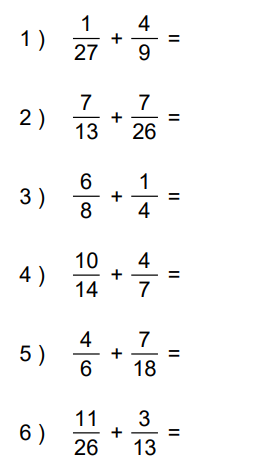 1 ) 1/27 + 4/9 =
2 ) 7/13 + 7/26 =
3 ) 6/8 + 1/4 =
4 ) 10/14 + 4/7 =
5 ) 4/6 + 7/18 =
6 ) 11/26 + 3/13 =